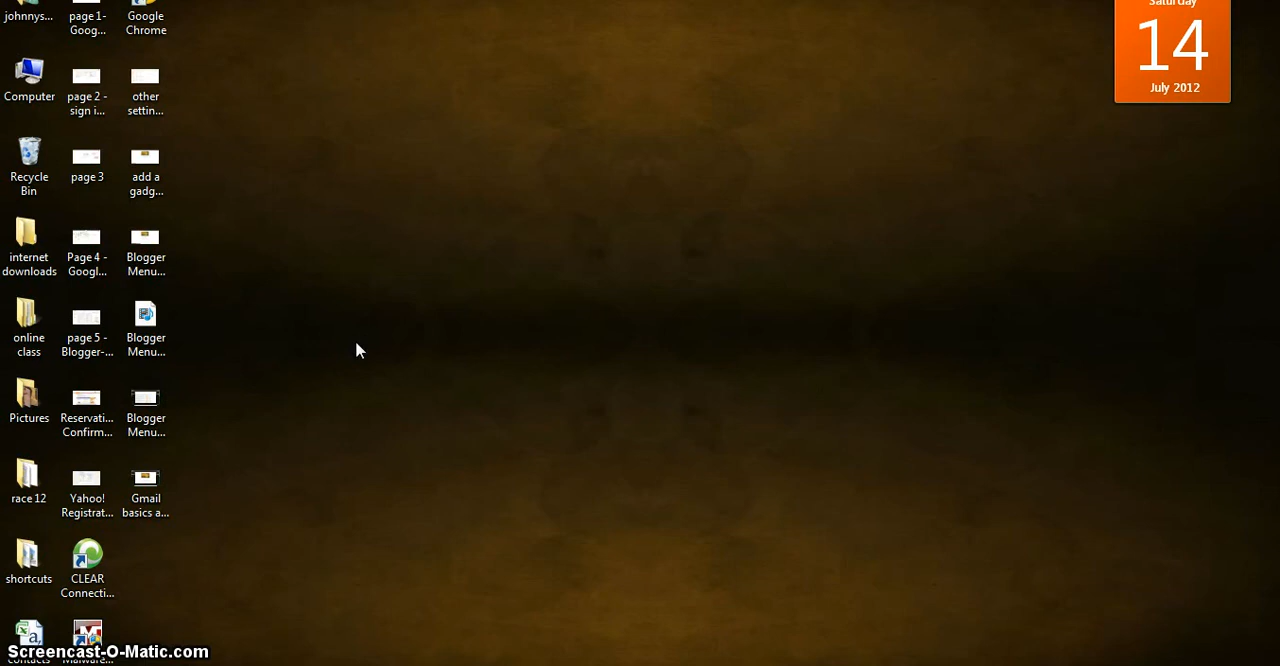 johnnys...
page 1-
Goog...
Google
Chrome
Saturday
14
July 2012
Computer
page 2 -
sign i...
other
settin...
Recycle
Bin
page 3
add a
gadg...
internet
downloads
Page 4 -
Googl...
Blogger
Menu...
online
class
page 5 -
Blogger-...
Blogger
Menu...
Pictures
Reservati...
Confirm...
Blogger
Menu...
race 12
Yahoo!
Registrat...
Gmail
basics a...
shortcuts
CLEAR
Connecti...
contacts
Malware...
Screencast-O-Matic.com